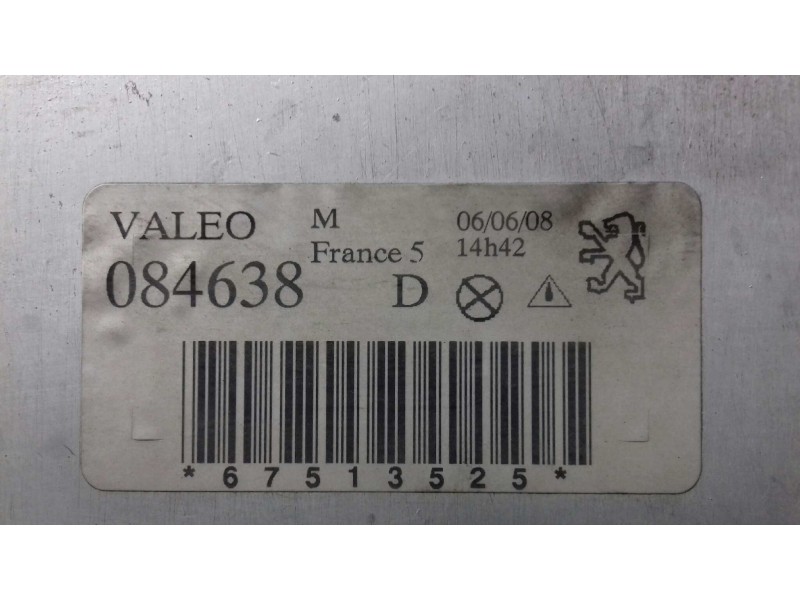 VALEO M 06/06/08
France 5 14h42
084638 D
*67513525*